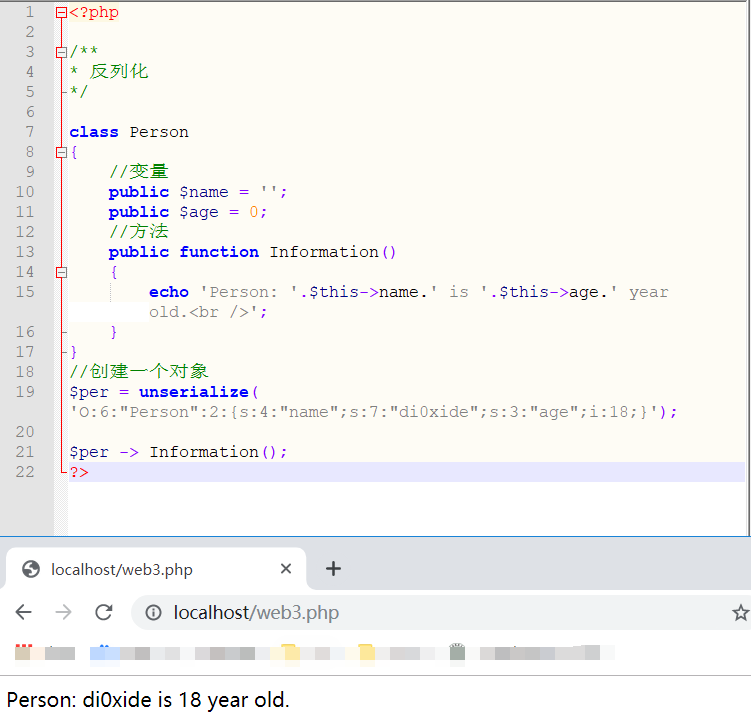 1 <?php
2
3 /**
4 * 反列化
5 */
6
7 class Person
8 {
9 //变量
10 public $name = '';
11 public $age = 0;
12 //方法
13 public function Information()
14 {
15 echo 'Person: '.$this->name.' is '.$this->age.' year
old.<br />';
16 }
17 }
18 //创建一个对象
19 $per = unserialize(
'O:6:"Person":2:{s:4:"name";s:7:"di0xide";s:3:"age";i:18;}');
20
21 $per -> Information();
22 ?>
localhost/web3.php
localhost/web3.php
Person: di0xide is 18 year old.